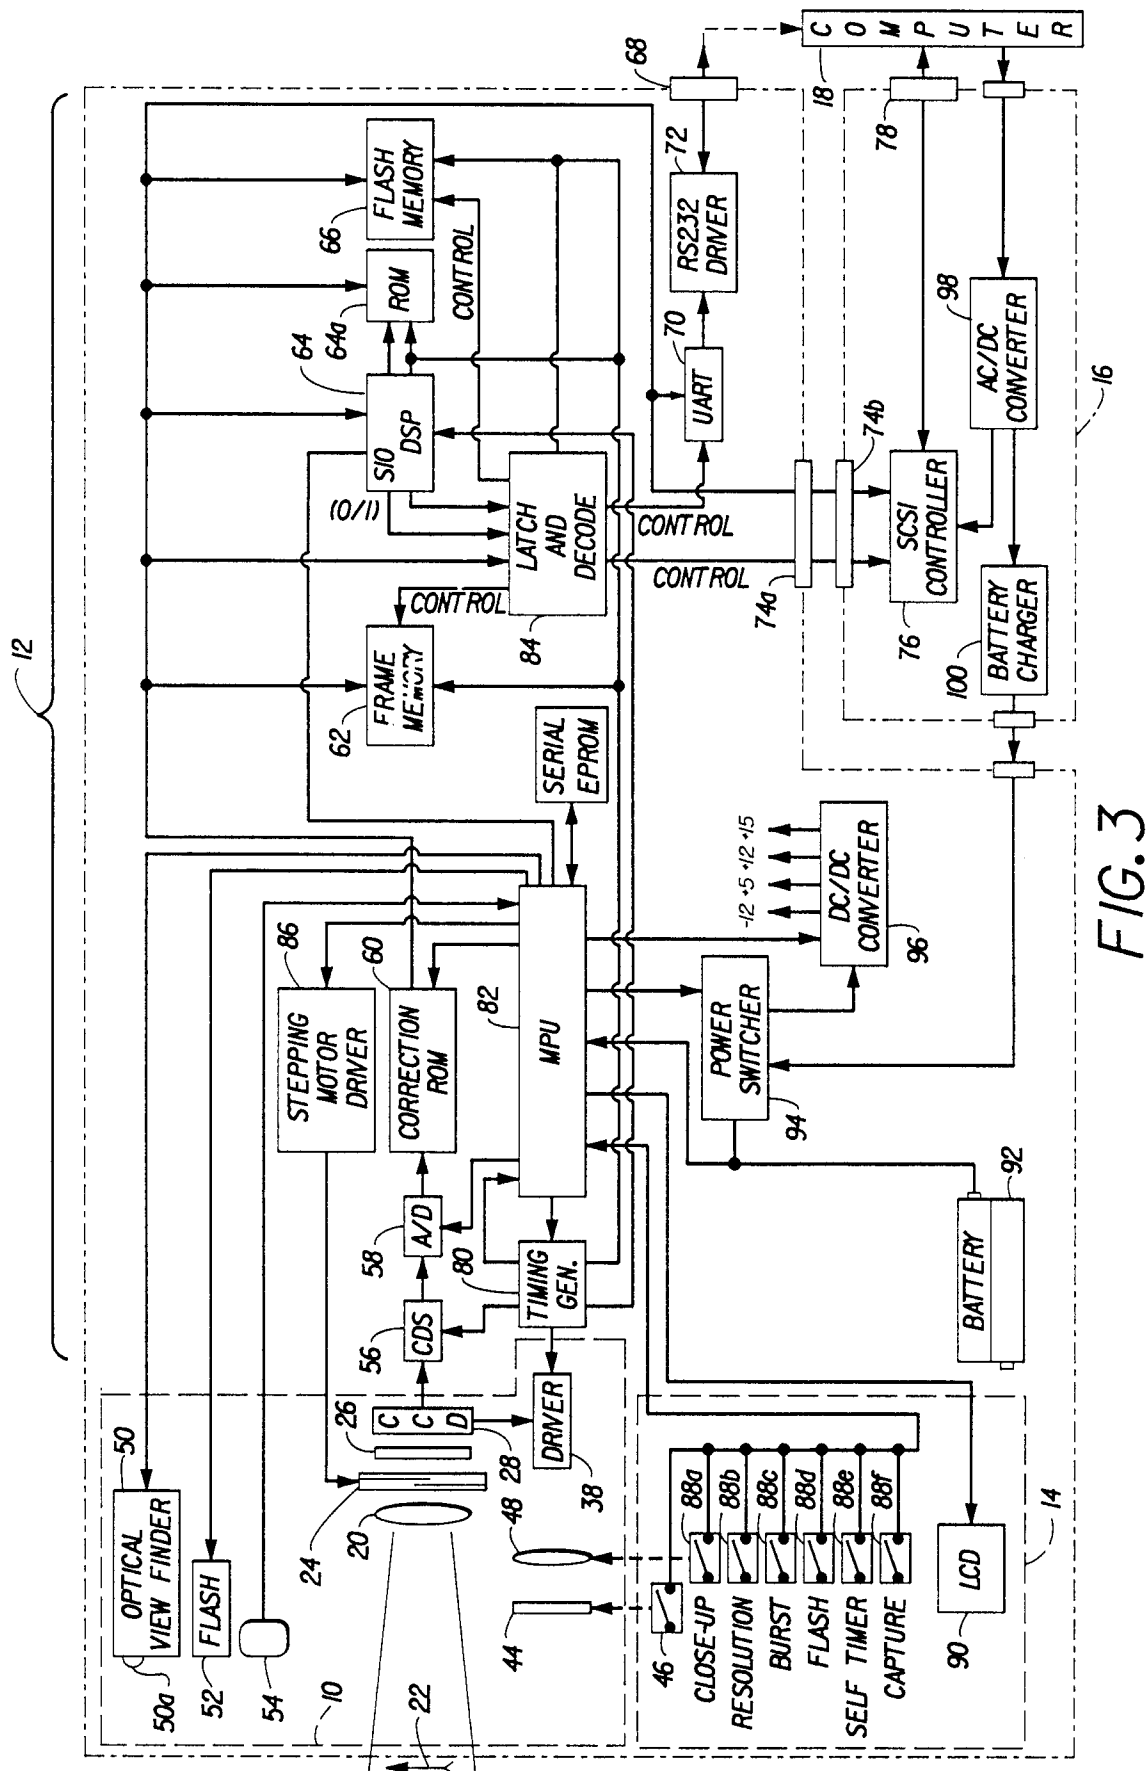 12
OPTICAL
VIEW FINDER
50
50a
FLASH
52
54
10
22
STEPPING
MOTOR
DRIVER
86
24
26
20
C C D
28
CDS
56
A/D
58
CORRECTION
ROM
60
DRIVER
38
TIMING
GEN.
80
MPU
82
SERIAL
EPROM
FRAME
MEMORY
62
CONTROL
LATCH
AND
DECODE
84
(0/1)
SIO
DSP
64
ROM
64a
FLASH
MEMORY
66
CONTROL
CONTROL
CONTROL
UART
70
RS232
DRIVER
72
68
COMPUTER
18
78
74a
74b
SCSI
CONTROLLER
76
AC/DC
CONVERTER
98
BATTERY
CHARGER
100
16
44
48
46
CLOSE-UP
88a
RESOLUTION
88b
BURST
88c
FLASH
88d
SELF TIMER
88e
CAPTURE
88f
LCD
90
14
BATTERY
92
POWER
SWITCHER
94
DC/DC
CONVERTER
96
-12 +5 +12 +15
FIG. 3